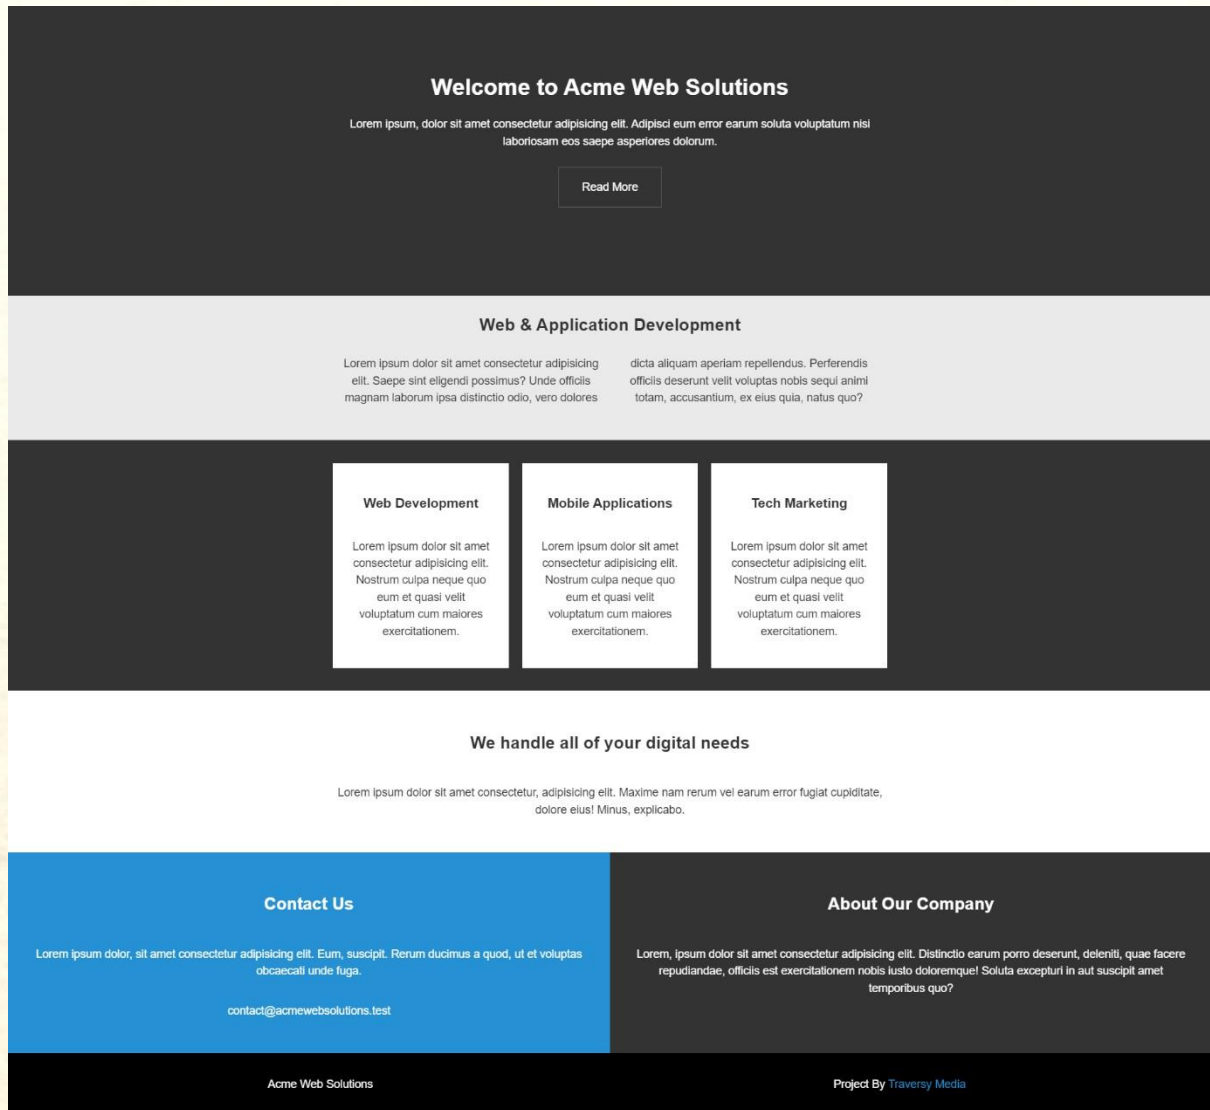 Welcome to Acme Web Solutions
Lorem ipsum, dolor sit amet consectetur adipisicing elit. Adipisci eum error earum soluta voluptatum nisi
laboriosam eos saepe asperiores dolorum.
Read More
Web & Application Development
Lorem ipsum dolor sit amet consectetur adipisicing
elit. Saepe sint eligendi possimus? Unde officiis
magnam laborum ipsa distinctio odio, vero dolores
dicta aliquam aperiam repellendus. Perferendis
officiis deserunt velit voluptas nobis sequi animi
totam, accusantium, ex eius quia, natus quo?
Web Development
Lorem ipsum dolor sit amet
consectetur adipisicing elit.
Nostrum culpa neque quo
eum et quasi velit
voluptatum cum maiores
exercitationem.
Mobile Applications
Lorem ipsum dolor sit amet
consectetur adipisicing elit.
Nostrum culpa neque quo
eum et quasi velit
voluptatum cum maiores
exercitationem.
Tech Marketing
Lorem ipsum dolor sit amet
consectetur adipisicing elit.
Nostrum culpa neque quo
eum et quasi velit
voluptatum cum maiores
exercitationem.
We handle all of your digital needs
Lorem ipsum dolor sit amet consectetur, adipisicing elit. Maxime nam rerum vel earum error fugiat cupiditate,
dolore eius! Minus, explicabo.
Contact Us
Lorem ipsum dolor, sit amet consectetur adipisicing elit. Eum, suscipit. Rerum ducimus a quod, ut et voluptas
obcaecati unde fuga.
contact@acmewebsolutions.test
About Our Company
Lorem, ipsum dolor sit amet consectetur adipisicing elit. Distinctio earum porro deserunt, deleniti, quae facere
repudiandae, officiis est exercitationem nobis iusto doloremque! Soluta excepturi in aut suscipit amet
temporibus quo?
Acme Web Solutions
Project By Traversy Media